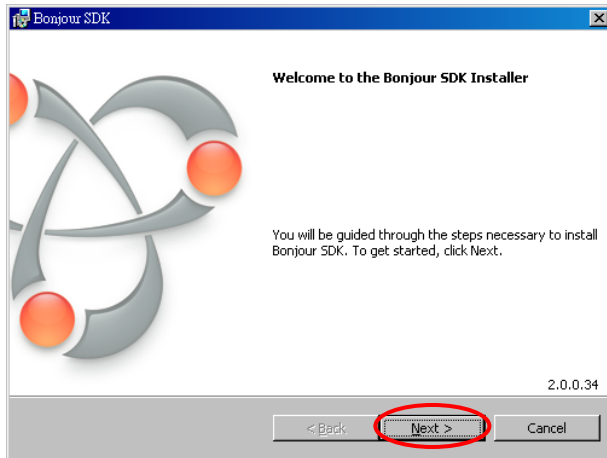 Bonjour SDK
Welcome to the Bonjour SDK Installer
You will be guided through the steps necessary to install
Bonjour SDK. To get started, click Next.
2.0.0.34
< Back
Next >
Cancel